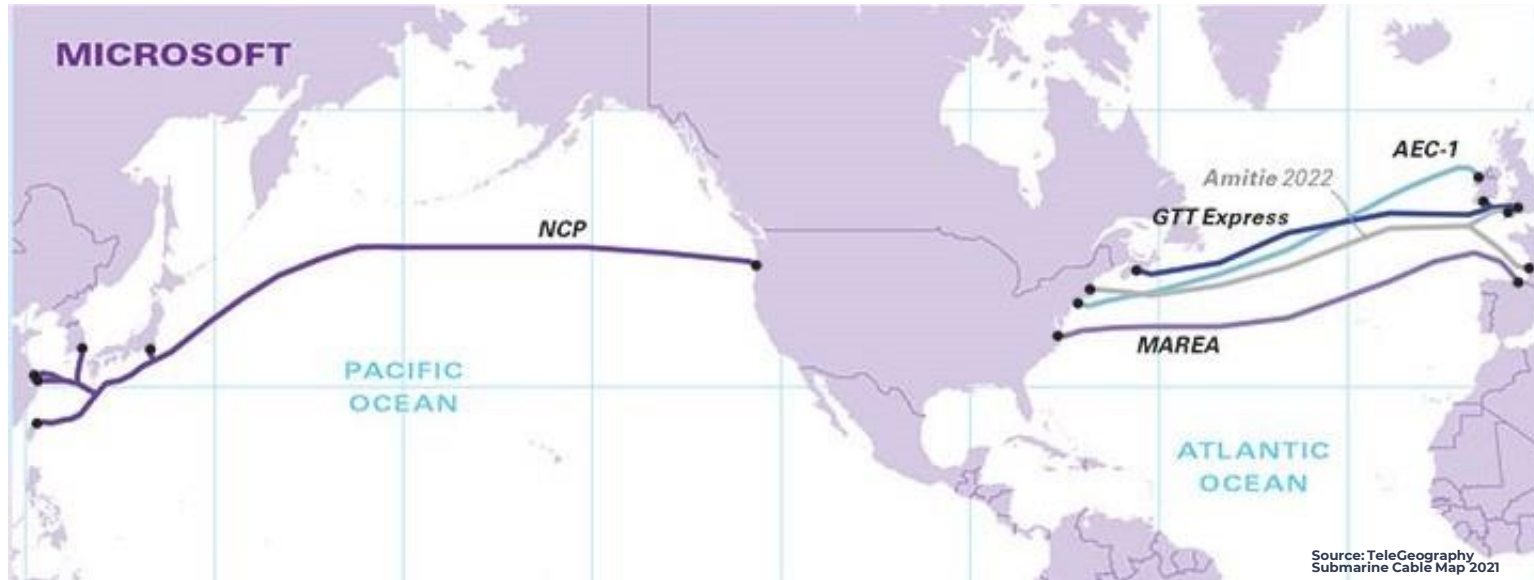 MICROSOFT
AEC-1
Amitie 2022
GTT Express
NCP
MAREA
PACIFIC
OCEAN
ATLANTIC
OCEAN
Source: TeleGeography
Submarine Cable Map 2021